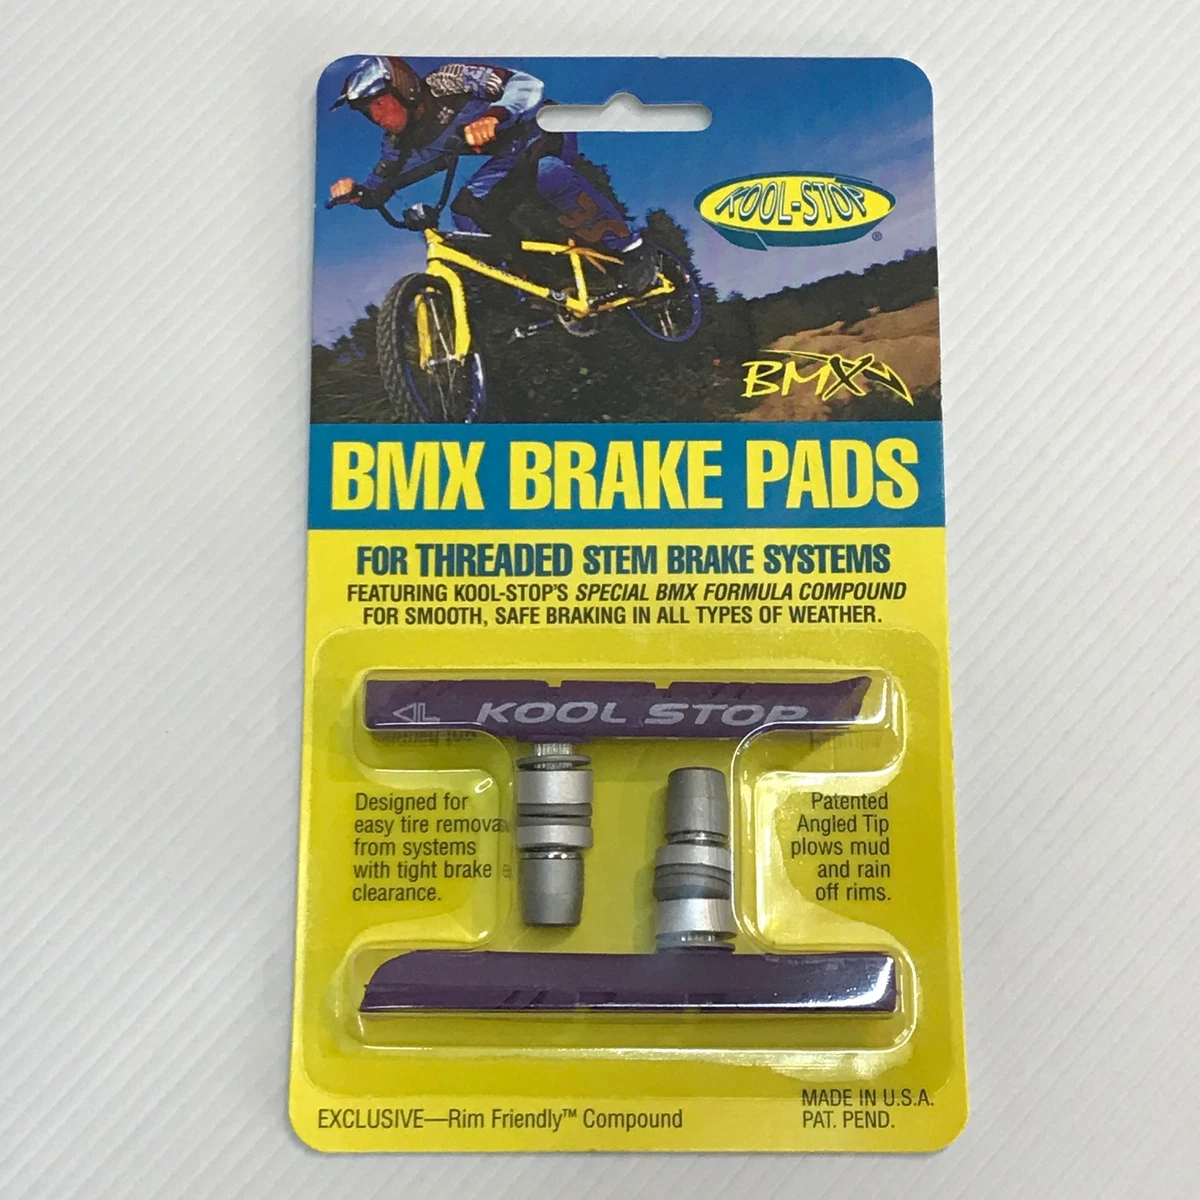 KOOL-STOP
®
BMX
BMX BRAKE PADS
FOR THREADED STEM BRAKE SYSTEMS
FEATURING KOOL-STOP'S SPECIAL BMX FORMULA COMPOUND
FOR SMOOTH, SAFE BRAKING IN ALL TYPES OF WEATHER.
L KOOL STOP
Designed for
easy tire remova
from systems
with tight brake
clearance.
Patented
Angled Tip
plows mud
and rain
off rims.
EXCLUSIVE—Rim Friendly™ Compound
MADE IN U.S.A.
PAT. PEND.